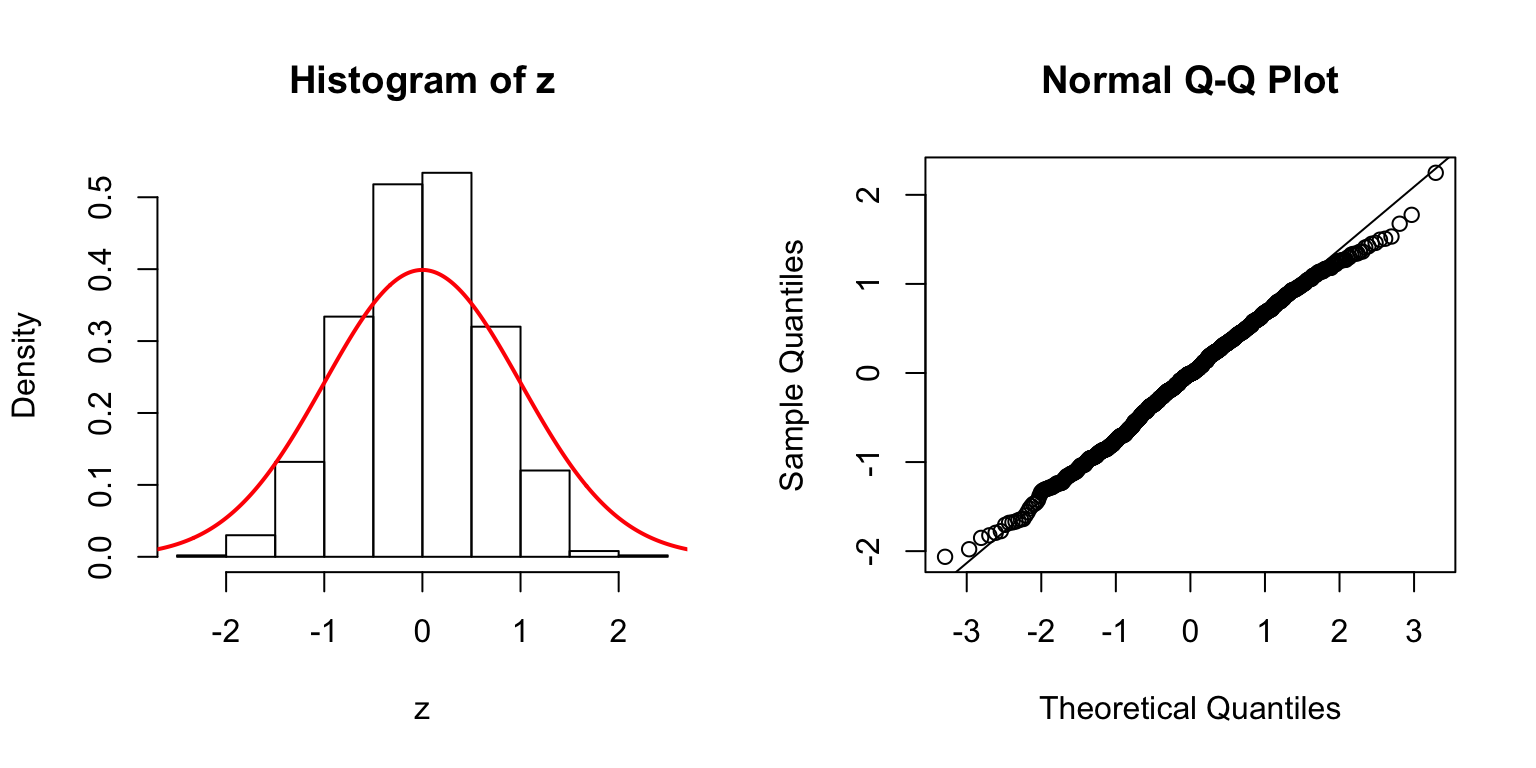 Histogram of z
Density
0.0 0.1 0.2 0.3 0.4 0.5
-2 -1 0 1 2
z
Normal Q-Q Plot
Sample Quantiles
-2 -1 0 1 2
-3 -2 -1 0 1 2 3
Theoretical Quantiles